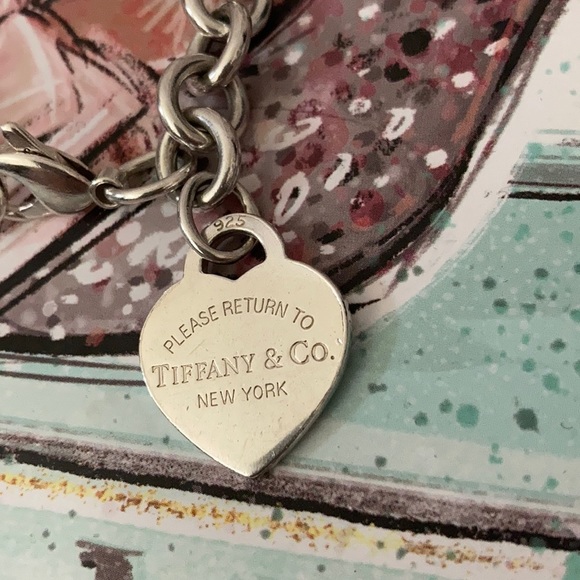 925
PLEASE RETURN TO
TIFFANY & CO.
NEW YORK